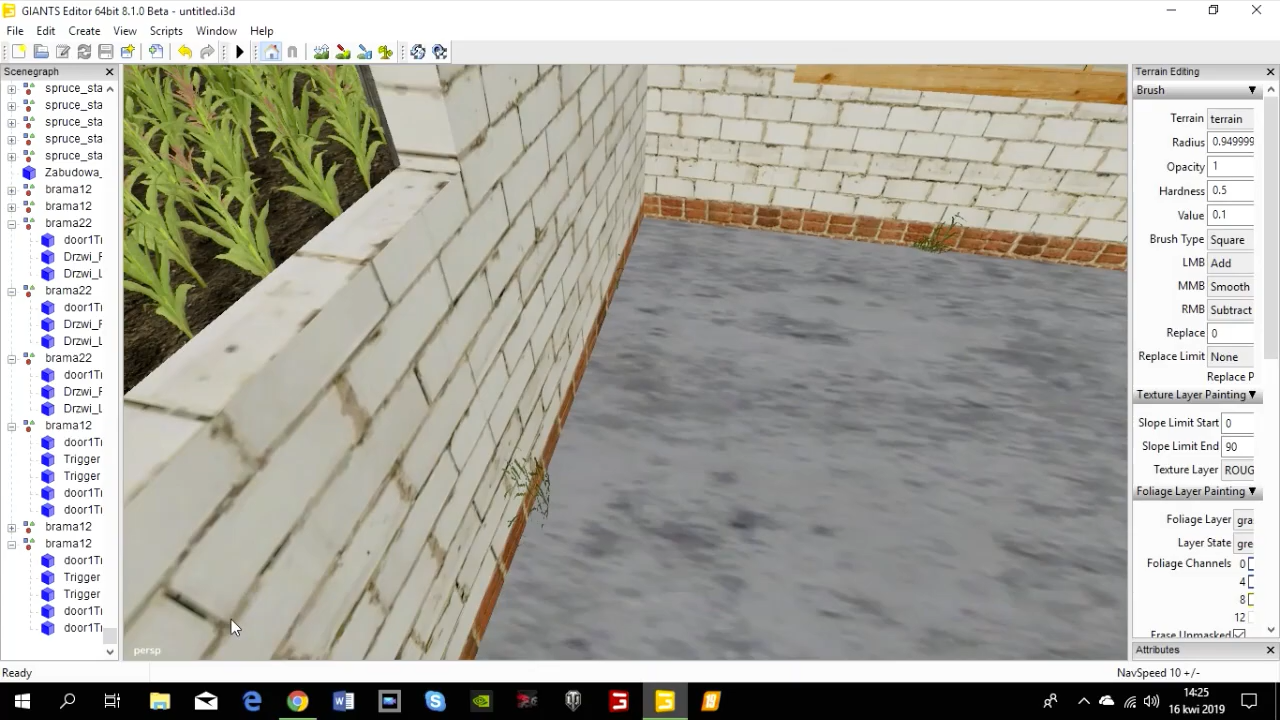 GIANTS Editor 64bit 8.1.0 Beta - untitled.i3d
File Edit Create View Scripts Window Help
Scenegraph
spruce_sta
spruce_sta
spruce_sta
spruce_sta
spruce_sta
Zabudowa_
brama12
brama12
brama22
door1Tr
Drzwi_F
Drzwi_L
brama22
door1Tr
Drzwi_F
Drzwi_L
brama22
door1Tr
Drzwi_F
Drzwi_L
brama12
door1Tr
Trigger
Trigger
door1Tr
door1Tr
brama12
brama12
door1Tr
Trigger
Trigger
door1Tr
door1Tr
persp
Terrain Editing
Brush
Terrain terrain
Radius 0.949999
Opacity 1
Hardness 0.5
Value 0.1
Brush Type Square
LMB Add
MMB Smooth
RMB Subtract
Replace 0
Replace Limit None
Replace P
Texture Layer Painting
Slope Limit Start 0
Slope Limit End 90
Texture Layer ROUG
Foliage Layer Painting
Foliage Layer gra
Layer State gre
Foliage Channels 0
4
8
12
Erase Unmasked
Attributes
Ready
NavSpeed 10 +/-
14:25
16 kwi 2019